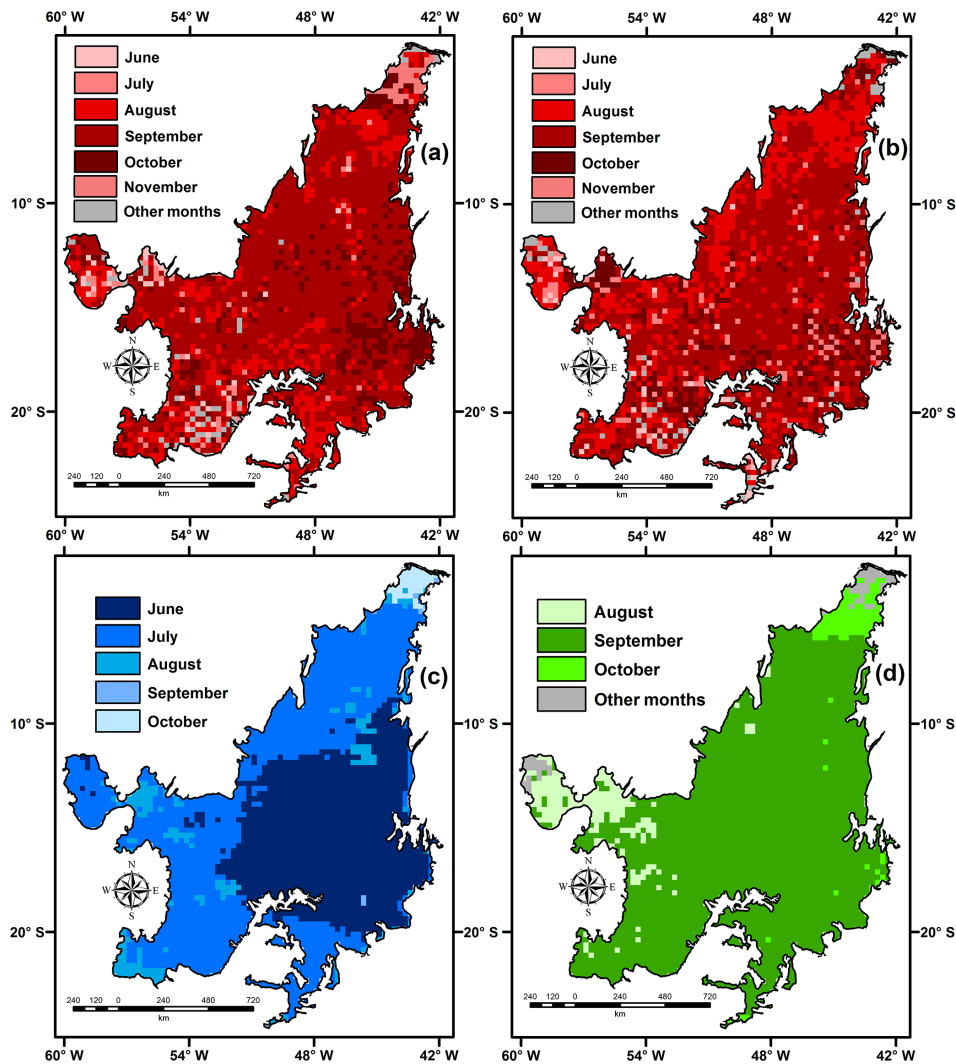 60° W 54° W 48° W 42° W 60° W 54° W 48° W 42° W
June
July
August
September
October
November
Other months
(a)
10° S
N
W E
S
20° S
240 120 0 240 480 720
km
June
July
August
September
October
November
Other months
(b)
10° S
N
W E
S
20° S
240 120 0 240 480 720
km
60° W 54° W 48° W 42° W 60° W 54° W 48° W 42° W
June
July
August
September
October
(c)
10° S
N
W E
S
20° S
240 120 0 240 480 720
km
August
September
October
Other months
(d)
10° S
N
W E
S
20° S
240 120 0 240 480 720
km
60° W 54° W 48° W 42° W 60° W 54° W 48° W 42° W